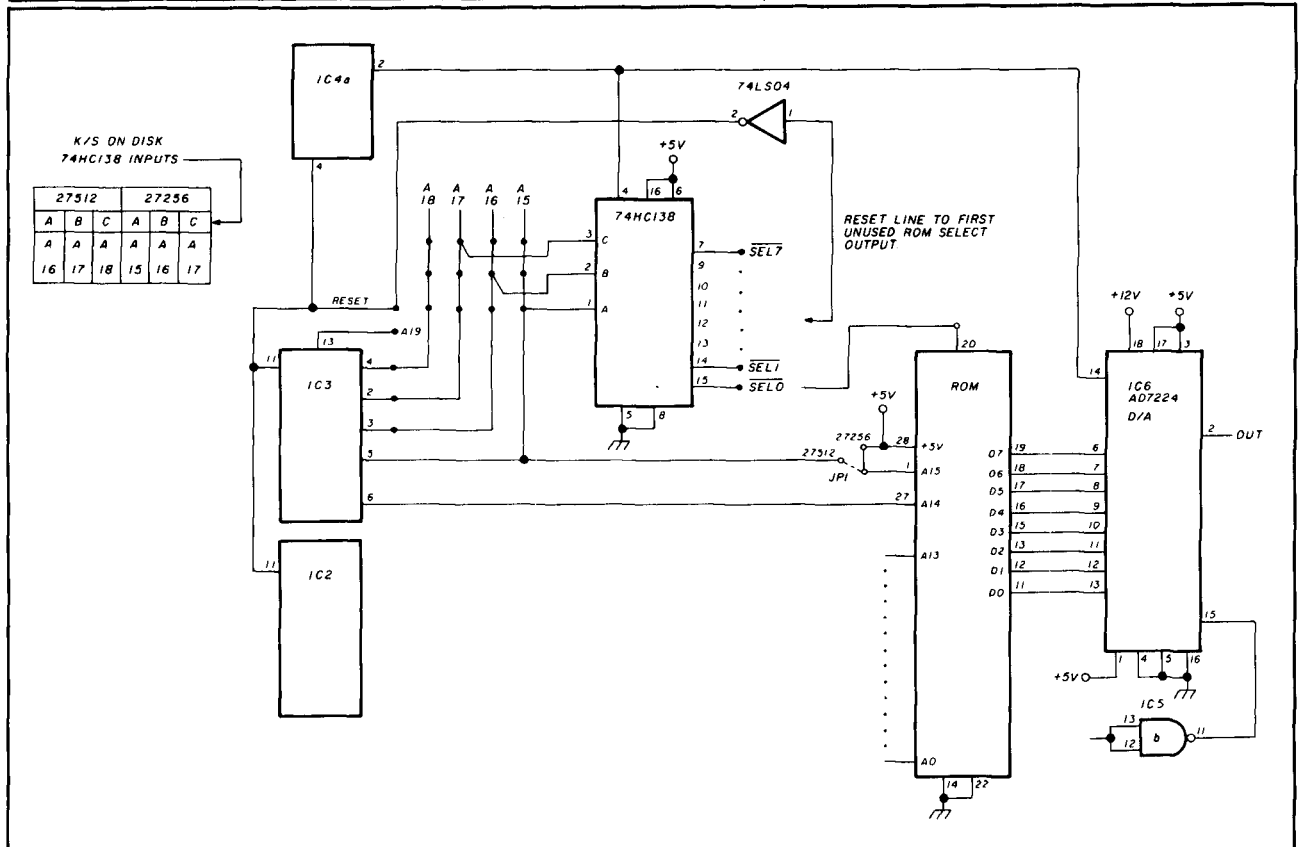 IC4a
2
4
74LS04
2
1
K/S ON DISK
74HC138 INPUTS
27512 27256
A B C A B C
A A A A A A
16 17 18 15 16 17
+5V
A A A A
18 17 16 15
4 16 6
74HC138
3 C
2 B
1 A
7 SEL7
9
10
11
12
13
14 SEL1
15 SEL0
5 8
RESET LINE TO FIRST
UNUSED ROM SELECT
OUTPUT
RESET
A19
13
11
IC3
4
2
3
5
6
11
IC2
+5V
27256
27512
JP1
20
ROM
28 +5V
1 A15
27 A14
A13
A0
O7 19
O6 18
D5 17
D4 16
D3 15
D2 13
D1 12
D0 11
14 22
+12V +5V
18 17 3
14
IC6
AD7224
D/A
2 OUT
6
7
8
9
10
11
12
13
15
+5V
1 4 5 16
IC5
13
12
b
11